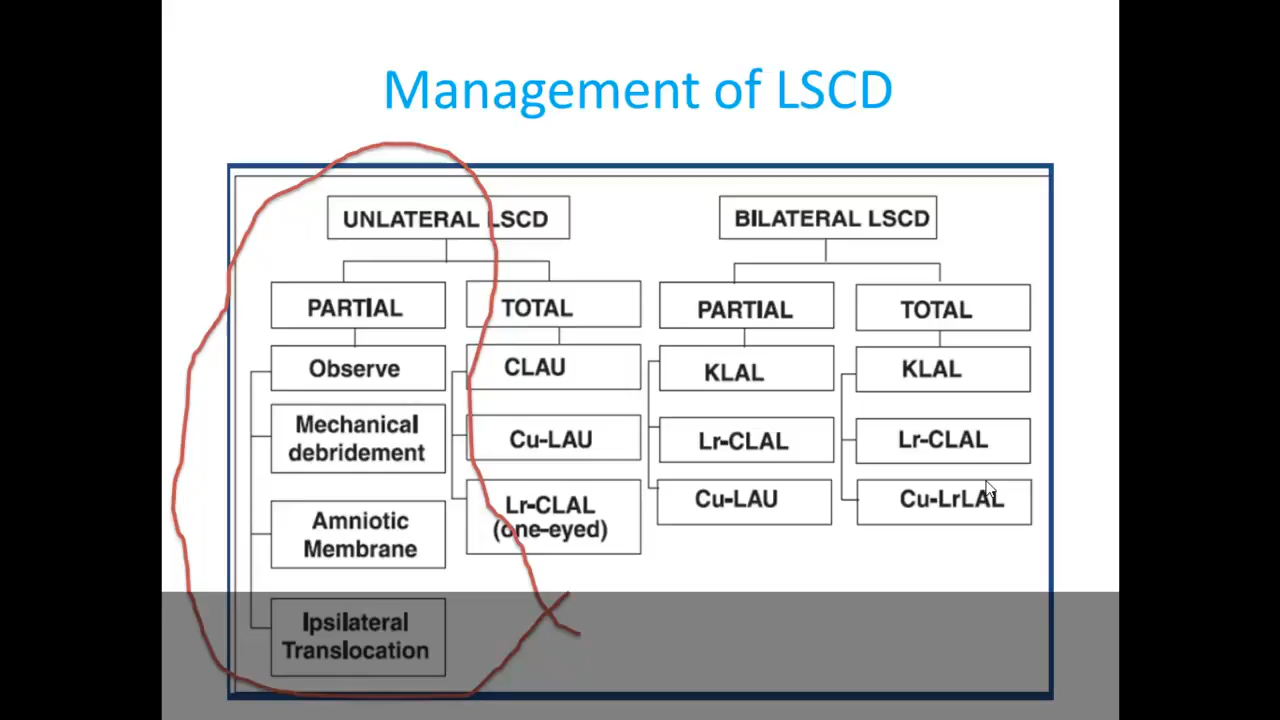 Management of LSCD
UNLATERAL LSCD
BILATERAL LSCD
PARTIAL
TOTAL
PARTIAL
TOTAL
Observe
CLAU
KLAL
KLAL
Mechanical
debridement
Cu-LAU
Lr-CLAL
Lr-CLAL
Amniotic
Membrane
Lr-CLAL
(one-eyed)
Cu-LAU
Cu-LrLAL
Ipsilateral
Translocation